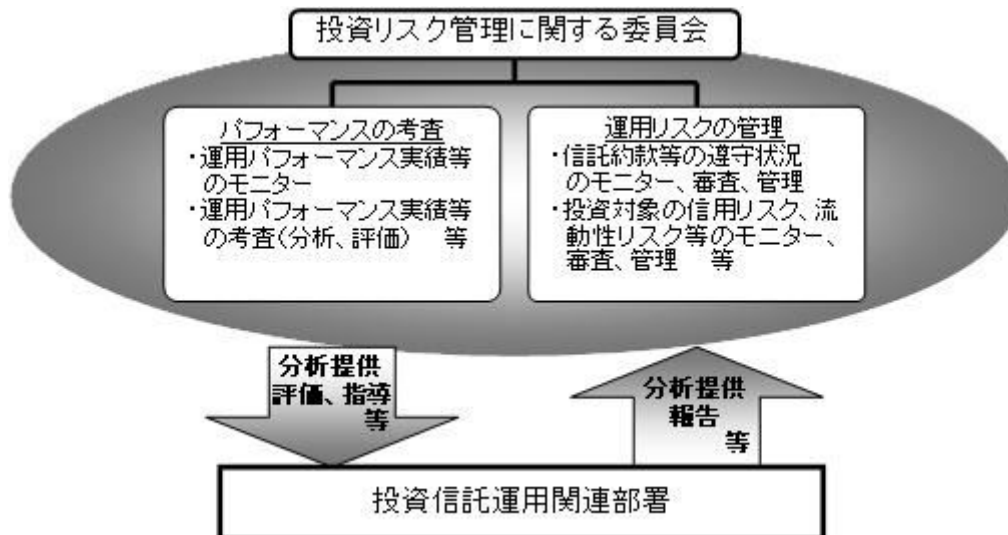 投資リスク管理に関する委員会
パフォーマンスの考査
・運用パフォーマンス実績等
のモニター
・運用パフォーマンス実績等
の考査(分析、評価)　等
運用リスクの管理
・信託約款等の遵守状況
のモニター、審査、管理
・投資対象の信用リスク、流
動性リスク等のモニター、
審査、管理　等
分析提供
評価、指導
等
分析提供
報告
等
投資信託運用関連部署